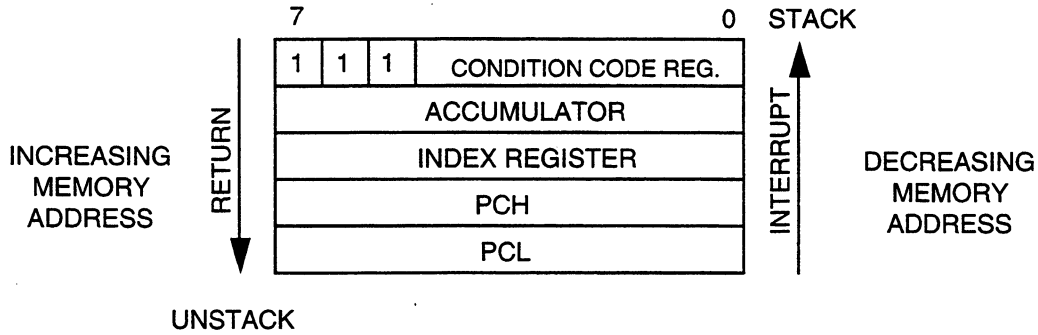 7 0 STACK
1 1 1 CONDITION CODE REG.
ACCUMULATOR
INDEX REGISTER
PCH
PCL
INCREASING
MEMORY
ADDRESS
RETURN
INTERRUPT
DECREASING
MEMORY
ADDRESS
UNSTACK